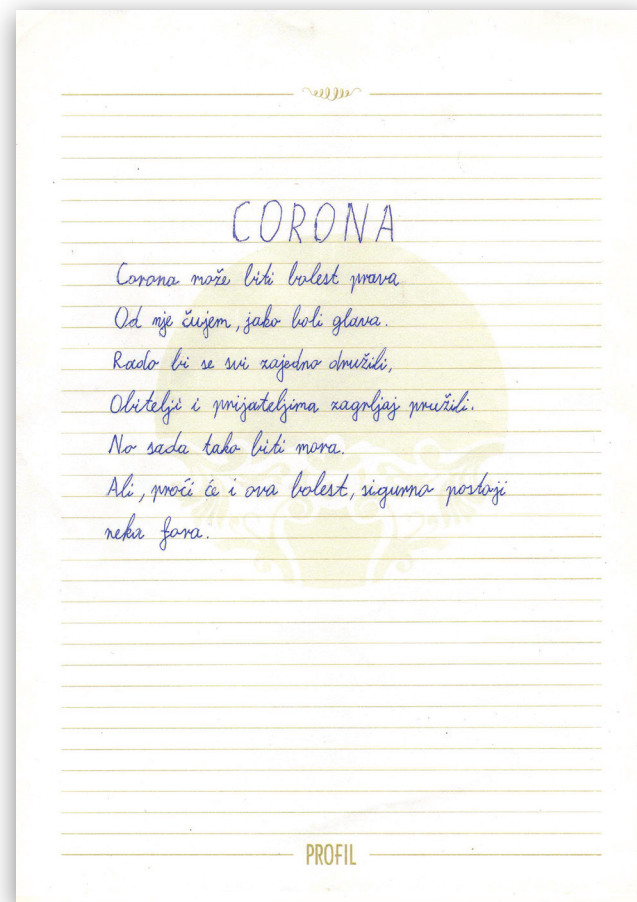 CORONA
Corona može biti bolest prava
Od nje čujem, jako boli glava.
Rado bi se svi zajedno družili,
Obitelji i prijateljima zagrljaj pružili.
No sada tako biti mora.
Ali, proći će i ova bolest, sigurno postoji
neka fora.
PROFIL